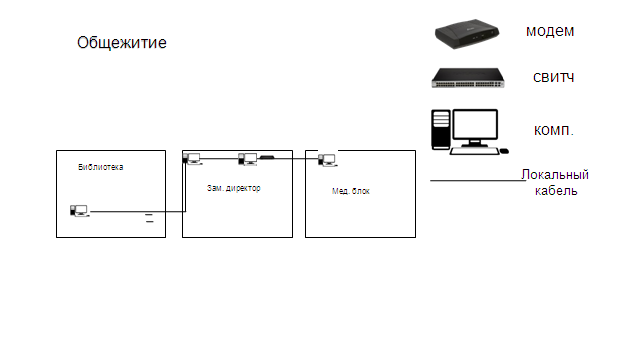 Общежитие
модем
свитч
комп.
Локальный
кабель
Библиотека
Зам. директор
Мед. блок